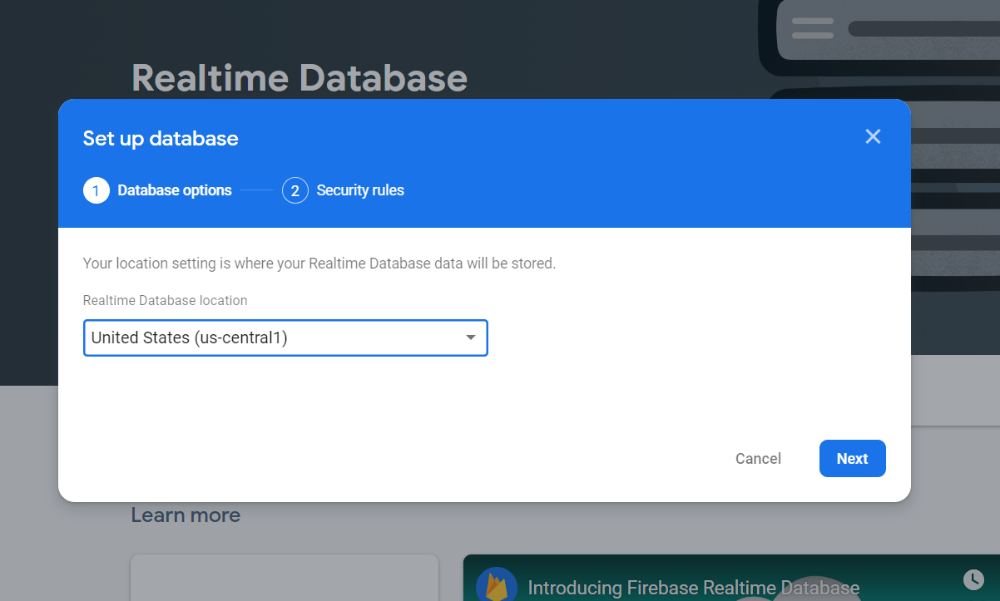 Realtime Database
Set up database
1 Database options 2 Security rules
Your location setting is where your Realtime Database data will be stored.
Realtime Database location
United States (us-central1)
Cancel Next
Learn more
Introducing Firebase Realtime Database